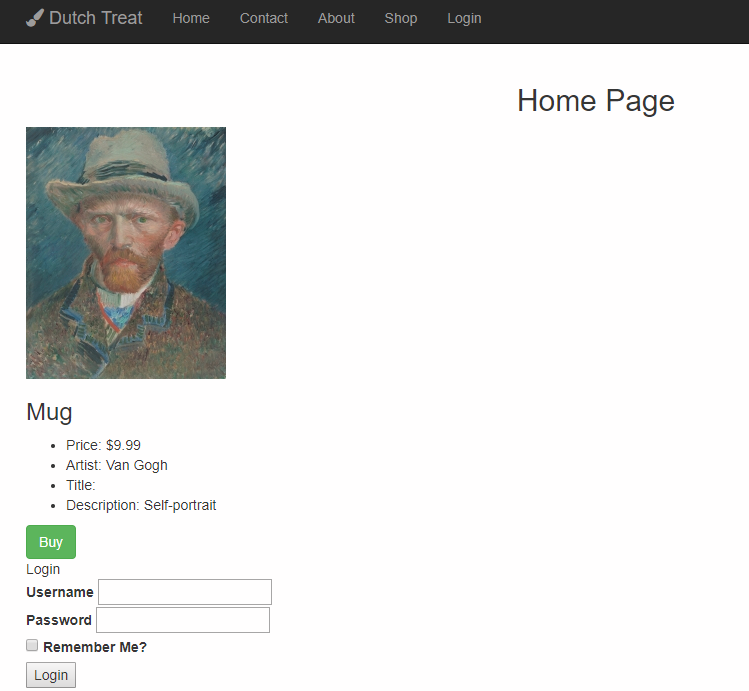 Dutch Treat Home Contact About Shop Login
Home Page
Mug
Price: $9.99
Artist: Van Gogh
Title:
Description: Self-portrait
Buy
Login
Username
Password
Remember Me?
Login